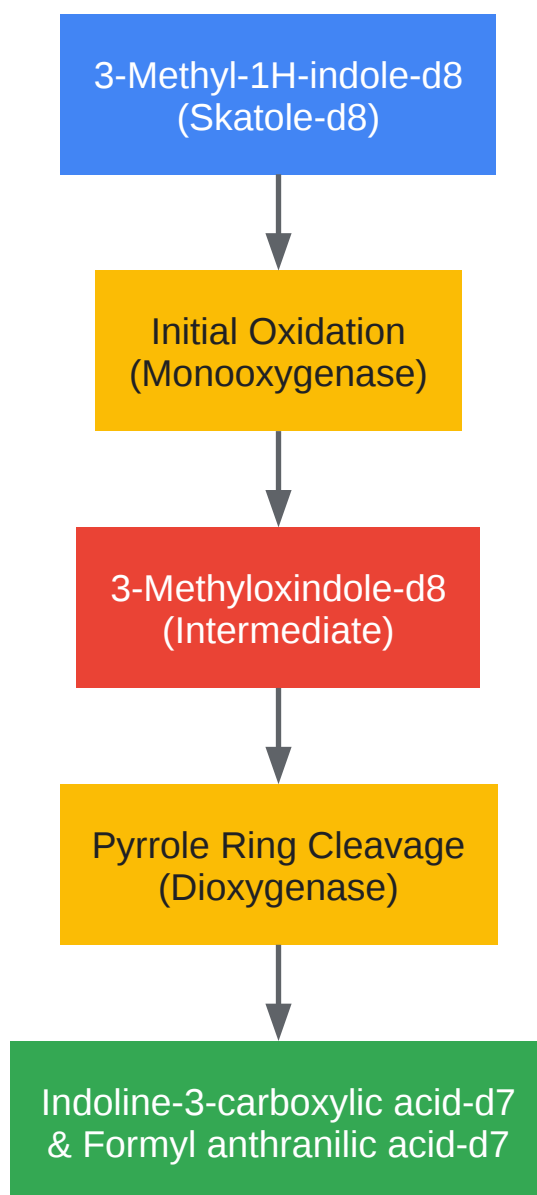 3-Methyl-1H-indole-d8
(Skatole-d8)
Initial Oxidation
(Monooxygenase)
3-Methyloxindole-d8
(Intermediate)
Pyrrole Ring Cleavage
(Dioxygenase)
Indoline-3-carboxylic acid-d7
& Formyl anthranilic acid-d7